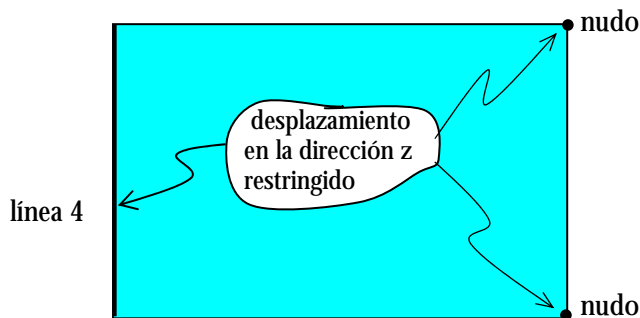 nudo
desplazamiento
en la dirección z
restringido
línea 4
nudo